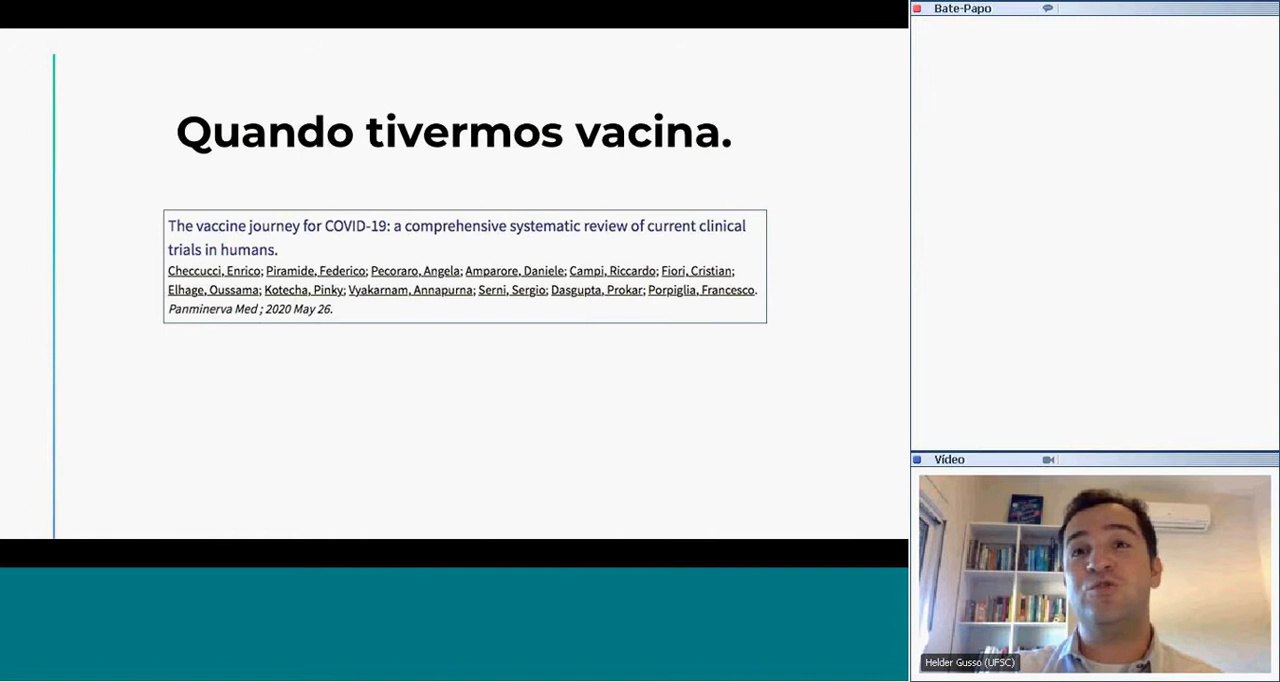 Bate-Papo
Quando tivermos vacina.
The vaccine journey for COVID-19: a comprehensive systematic review of current clinical
trials in humans.
Checcucci, Enrico; Piramide, Federico; Pecoraro, Angela; Amparore, Daniele; Campi, Riccardo; Fiori, Cristian;
Elhage, Oussama; Kotecha, Pinky; Vyakarnam, Annapurna; Serni, Sergio; Dasgupta, Prokar; Porpiglia, Francesco.
Panminerva Med ; 2020 May 26.
Vídeo
Helder Gusso (UFSC)